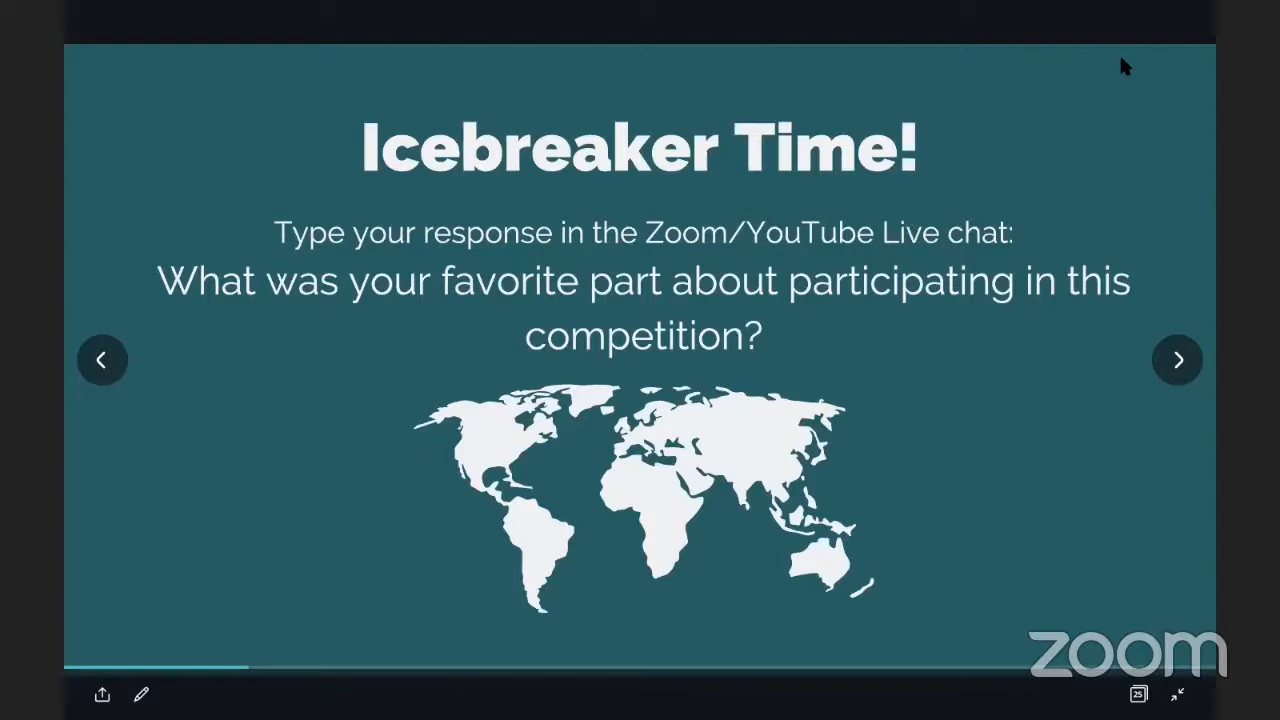 Icebreaker Time!
Type your response in the Zoom/YouTube Live chat:
What was your favorite part about participating in this
competition?
zoom
25